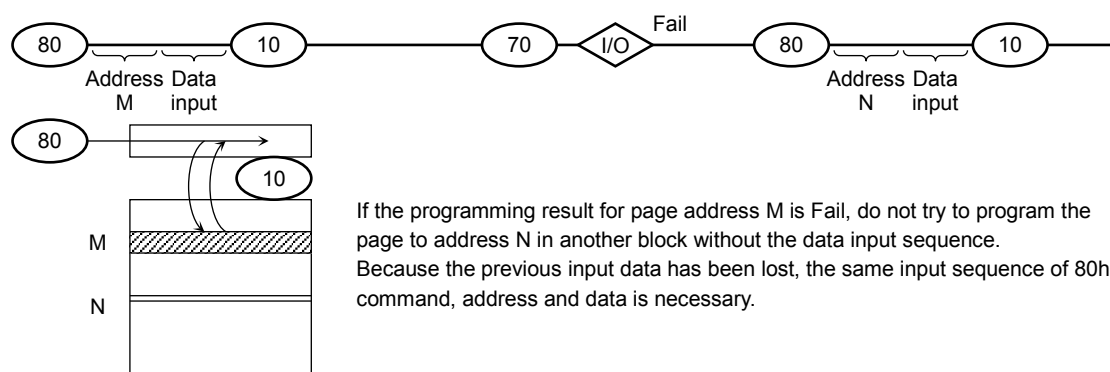 Fail
80 10 70 I/O 80 10
Address Data Address Data
M input N input
80
10
If the programming result for page address M is Fail, do not try to program the
M page to address N in another block without the data input sequence.
Because the previous input data has been lost, the same input sequence of 80h
N command, address and data is necessary.